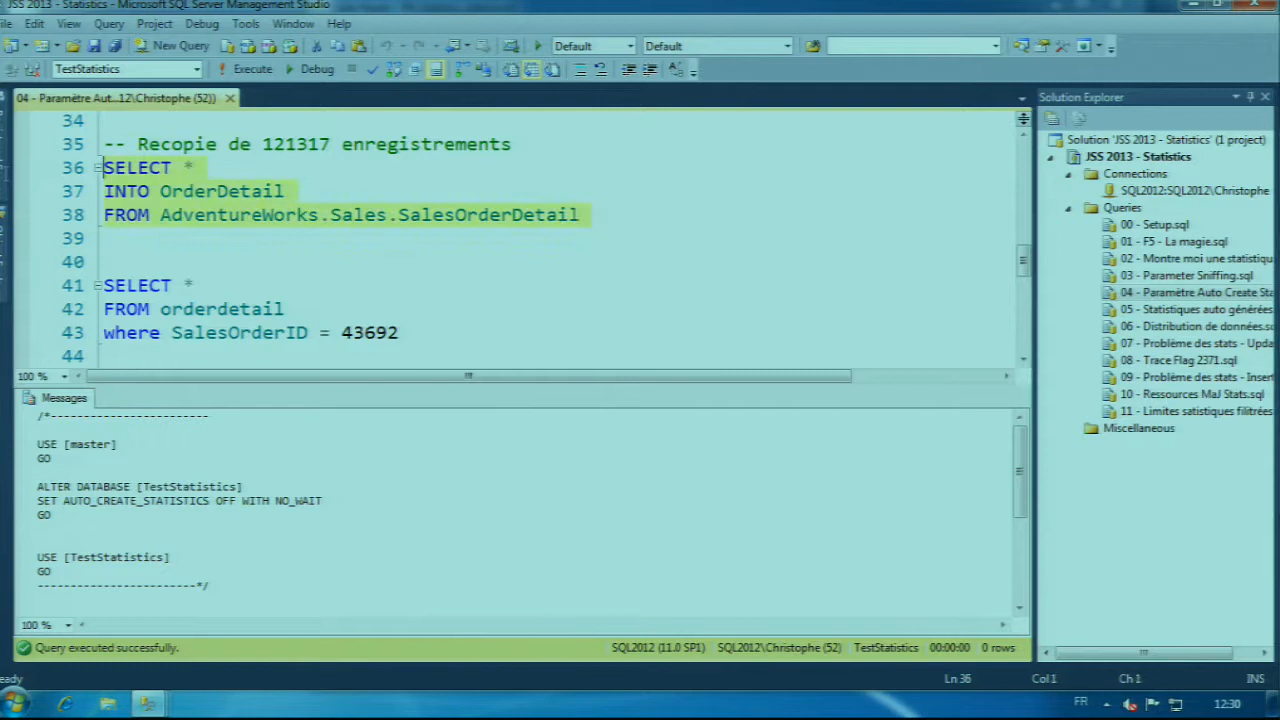 JSS 2013 - Statistics - Microsoft SQL Server Management Studio
File Edit View Query Project Debug Tools Window Help
New Query Default Default
TestStatistics Execute Debug
04 - Paramètre Aut...12\Christophe (52)) Solution Explorer
34
35 -- Recopie de 121317 enregistrements
36 SELECT *
37 INTO OrderDetail
38 FROM AdventureWorks.Sales.SalesOrderDetail
39
40
41 SELECT *
42 FROM orderdetail
43 where SalesOrderID = 43692
44
100 %
Messages
/*------------------------
USE [master]
GO
ALTER DATABASE [TestStatistics]
SET AUTO_CREATE_STATISTICS OFF WITH NO_WAIT
GO
USE [TestStatistics]
GO
------------------------*/
100 %
Query executed successfully. SQL2012 (11.0 SP1) SQL2012\Christophe (52) TestStatistics 00:00:00 0 rows
Solution 'JSS 2013 - Statistics' (1 project)
JSS 2013 - Statistics
Connections
SQL2012:SQL2012\Christophe
Queries
00 - Setup.sql
01 - F5 - La magie.sql
02 - Montre moi une statistiqu
03 - Parameter Sniffing.sql
04 - Paramètre Auto Create Sta
05 - Statistiques auto générées
06 - Distribution de données.su
07 - Problème des stats - Upda
08 - Trace Flag 2371.sql
09 - Problème des stats - Inser
10 - Ressources MaJ Stats.sql
11 - Limites satistiques filitrées
Miscellaneous
eady Ln 36 Col 1 Ch 1 INS
FR 12:30